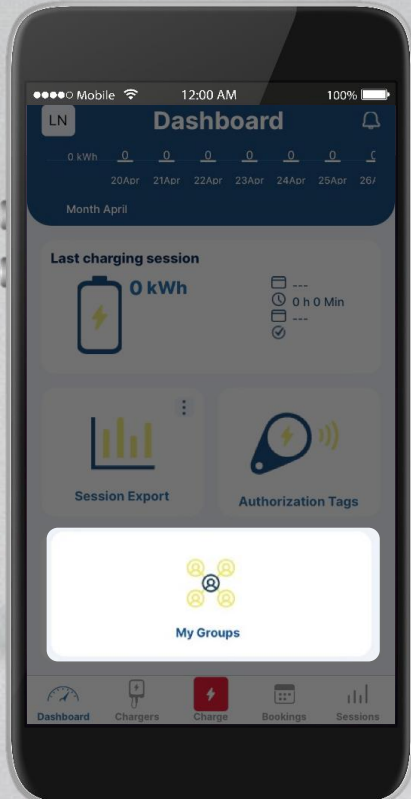 Mobile 12:00 AM 100%
LN Dashboard
0 kWh 0 0 0 0 0 0
20Apr 21Apr 22Apr 23Apr 24Apr 25Apr 26A
Month April
Last charging session
0 kWh
---
0 h 0 Min
---
Session Export
Authorization Tags
My Groups
Dashboard Chargers Charge Bookings Sessions